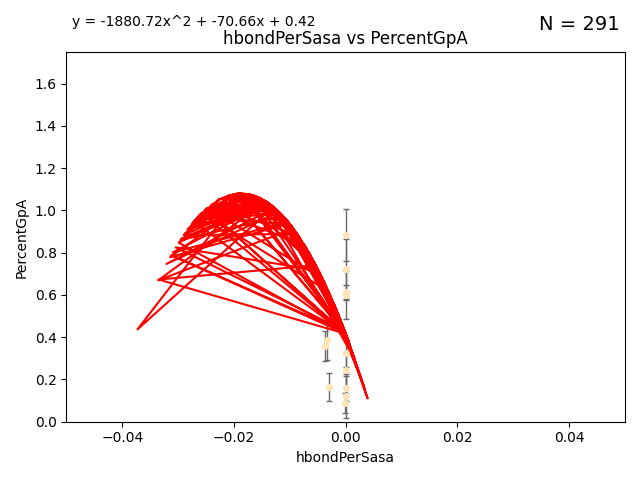 y = -1880.72x^2 + -70.66x + 0.42
N = 291
hbondPerSasa vs PercentGpA
PercentGpA
1.6
1.4
1.2
1.0
0.8
0.6
0.4
0.2
0.0
−0.04 −0.02 0.00 0.02 0.04
hbondPerSasa